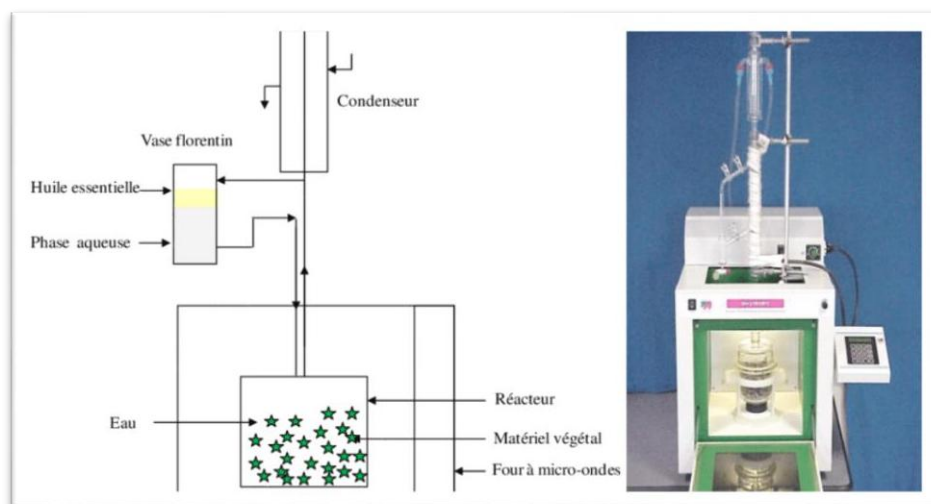 Condenseur
Vase florentin
Huile essentielle
Phase aqueuse
Eau
Réacteur
Matériel végétal
Four à micro-ondes